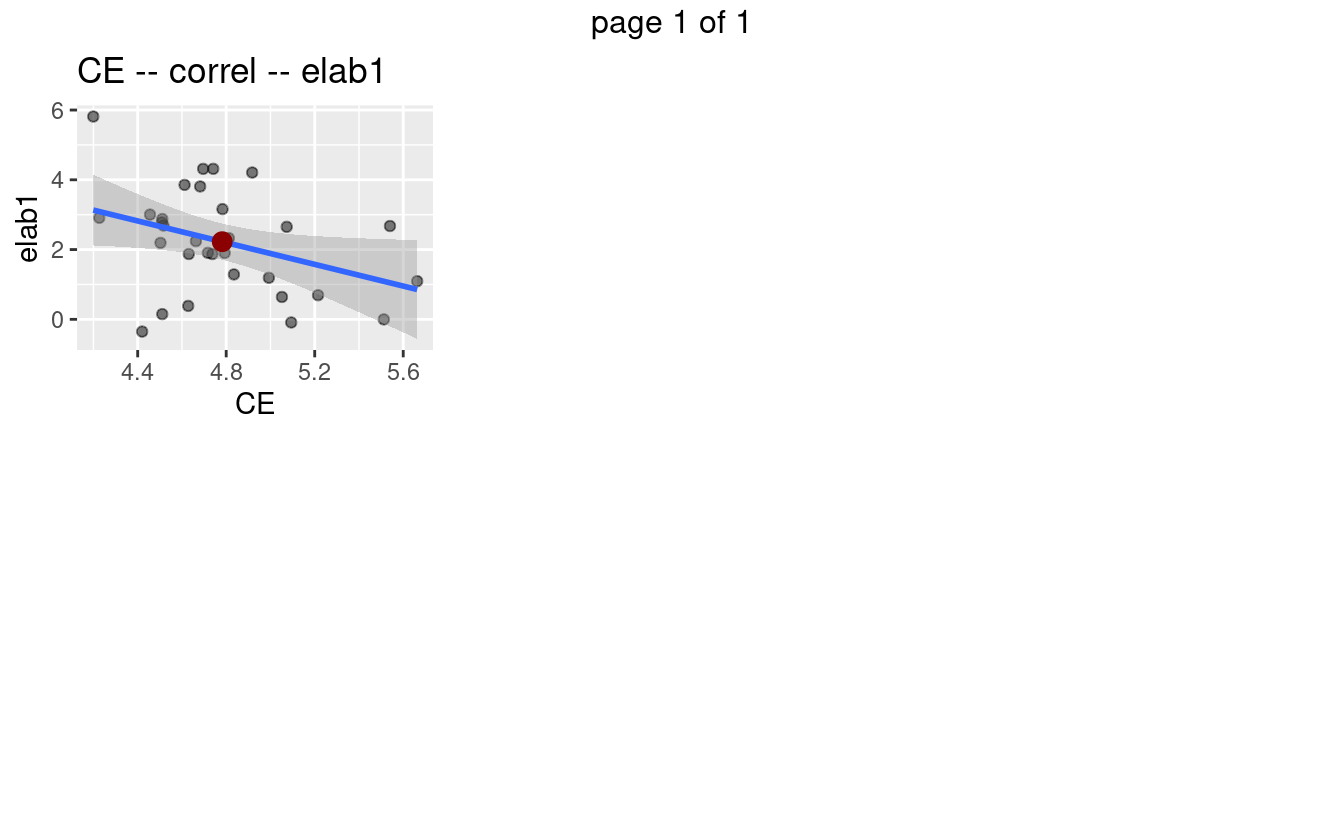 page 1 of 1
CE -- correl -- elab1
6
4
2
0
elab1
4.4 4.8 5.2 5.6
CE